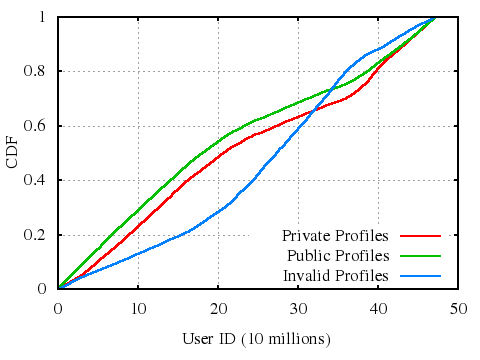 1
0.8
0.6
0.4
0.2
0
CDF
Private Profiles
Public Profiles
Invalid Profiles
0 10 20 30 40 50
User ID (10 millions)